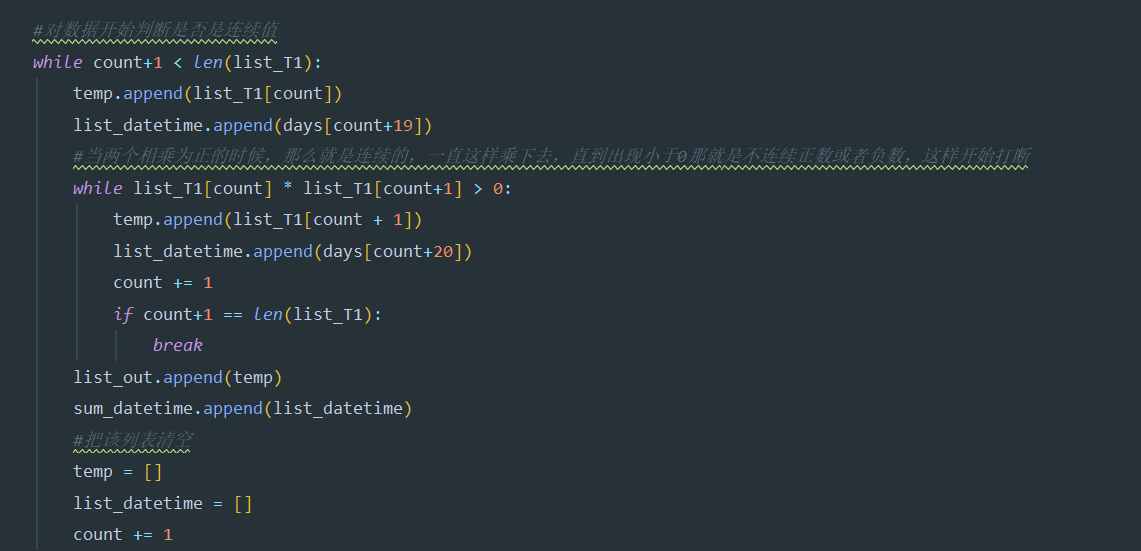 #对数据开始判断是否是连续值
while count+1 < len(list_T1):
temp.append(list_T1[count])
list_datetime.append(days[count+19])
#当两个相乘为正的时候，那么就是连续的，一直这样乘下去，直到出现小于0那就是不连续正数或者负数，这样开始打断
while list_T1[count] * list_T1[count+1] > 0:
temp.append(list_T1[count + 1])
list_datetime.append(days[count+20])
count += 1
if count+1 == len(list_T1):
break
list_out.append(temp)
sum_datetime.append(list_datetime)
#把该列表清空
temp = []
list_datetime = []
count += 1